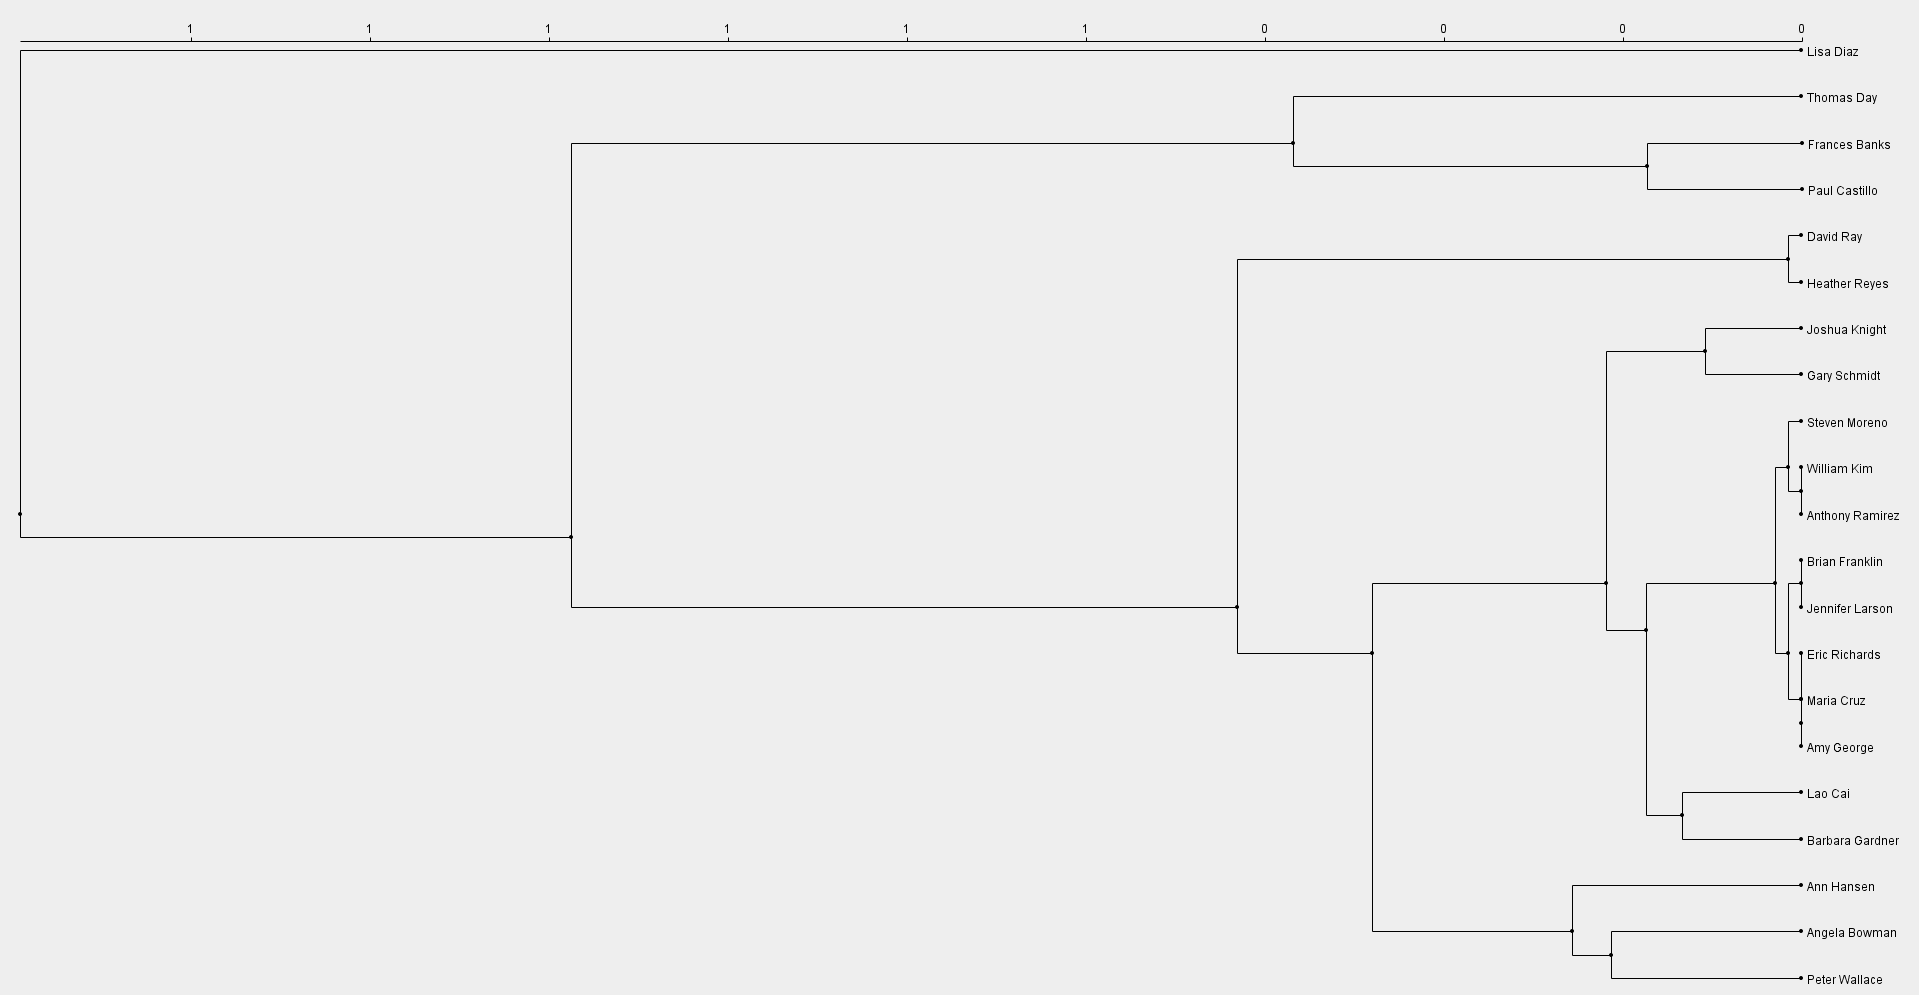 1 1 1 1 1 1 0 0 0 0
Lisa Diaz
Thomas Day
Frances Banks
Paul Castillo
David Ray
Heather Reyes
Joshua Knight
Gary Schmidt
Steven Moreno
William Kim
Anthony Ramirez
Brian Franklin
Jennifer Larson
Eric Richards
Maria Cruz
Amy George
Lao Cai
Barbara Gardner
Ann Hansen
Angela Bowman
Peter Wallace